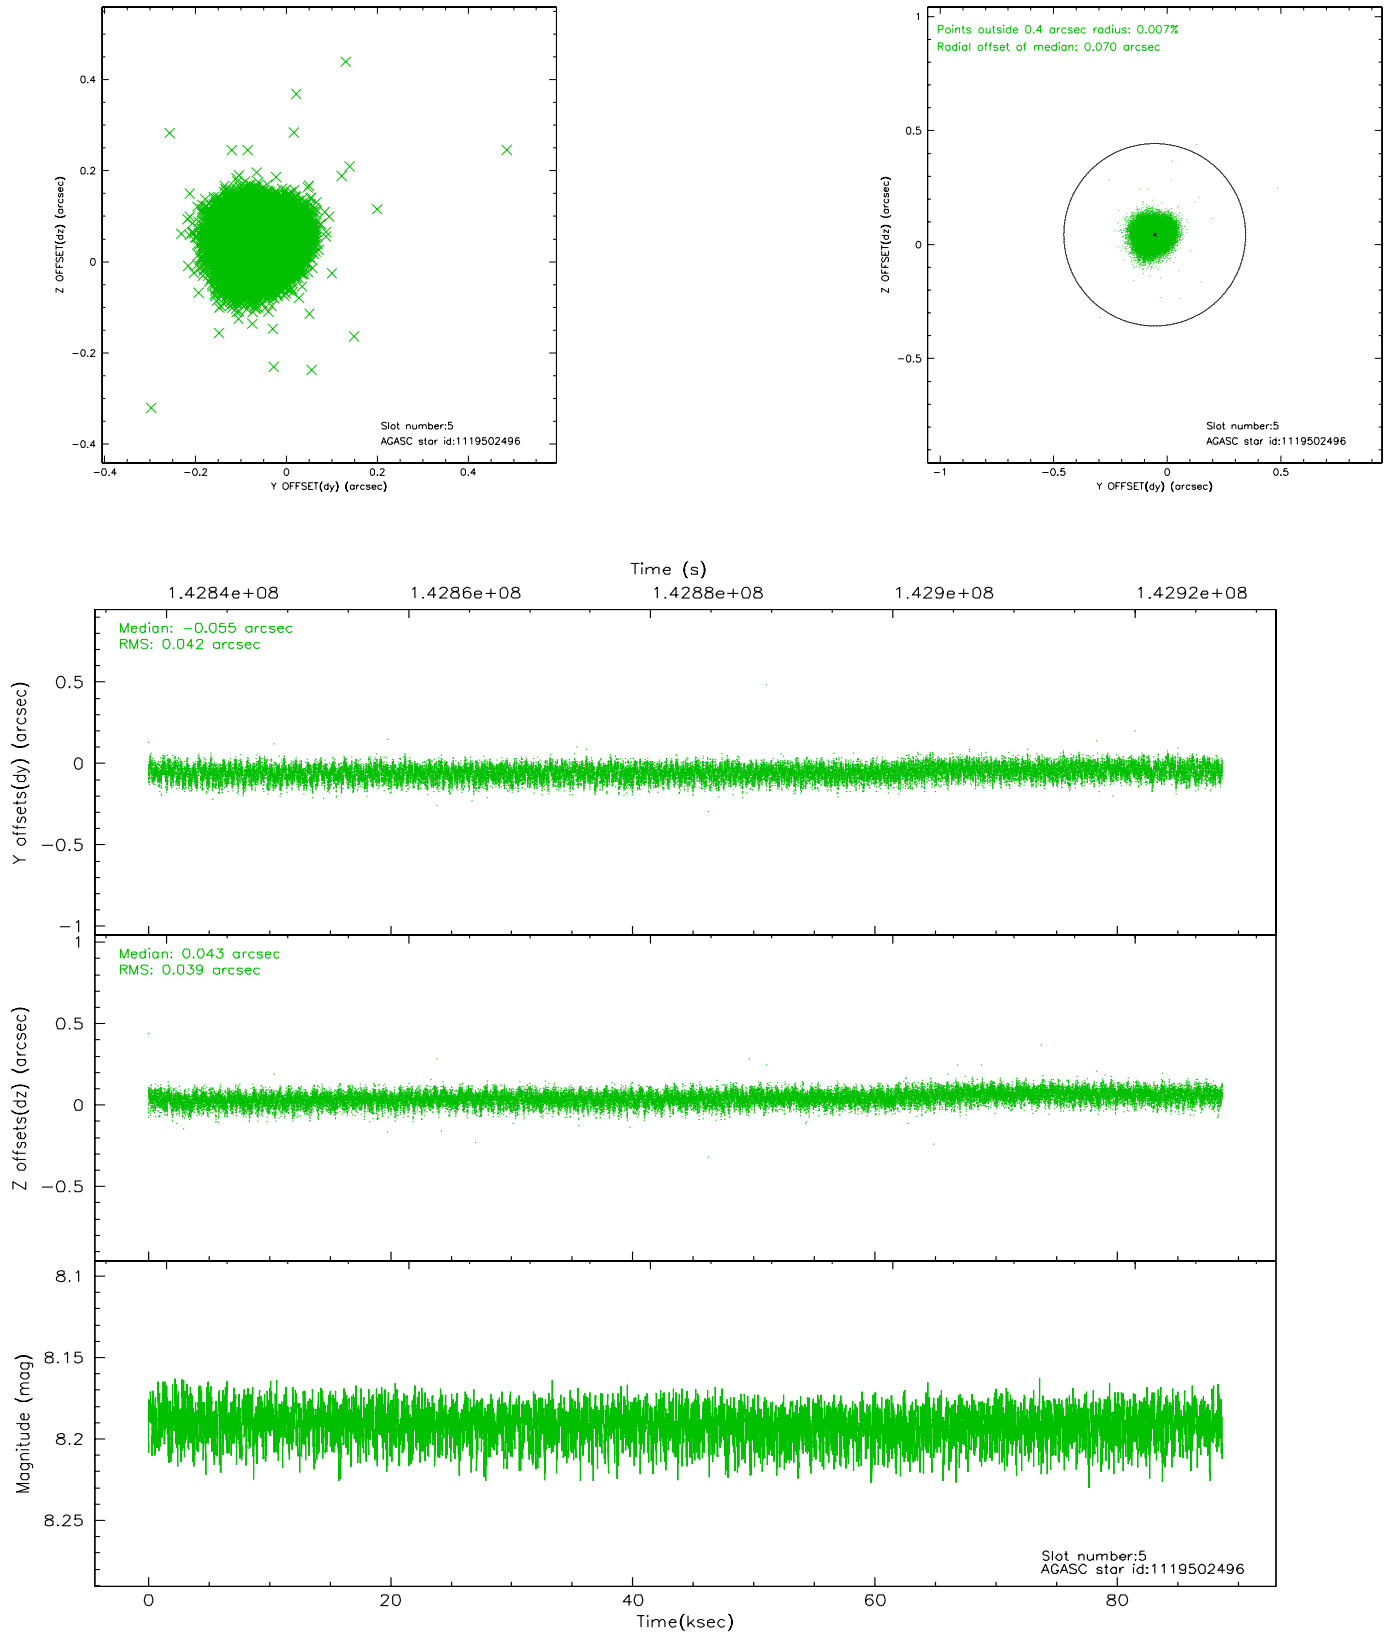 0.4
0.2
0
−0.2
−0.4
Z OFFSET(dz) (arcsec)
−0.4 −0.2 0 0.2 0.4
Y OFFSET(dy) (arcsec)
Slot number:5
AGASC star id:1119502496
Points outside 0.4 arcsec radius: 0.007%
Radial offset of median: 0.070 arcsec
1
0.5
0
−0.5
Z OFFSET(dz) (arcsec)
−1 −0.5 0 0.5
Y OFFSET(dy) (arcsec)
Slot number:5
AGASC star id:1119502496
Time (s)
1.4284e+08 1.4286e+08 1.4288e+08 1.429e+08 1.4292e+08
Median: −0.055 arcsec
RMS: 0.042 arcsec
0.5
0
−0.5
−1
Y offsets(dy) (arcsec)
Median: 0.043 arcsec
RMS: 0.039 arcsec
1
0.5
0
−0.5
Z offsets(dz) (arcsec)
8.1
8.15
8.2
8.25
Magnitude (mag)
Slot number:5
AGASC star id:1119502496
0 20 40 60 80
Time(ksec)